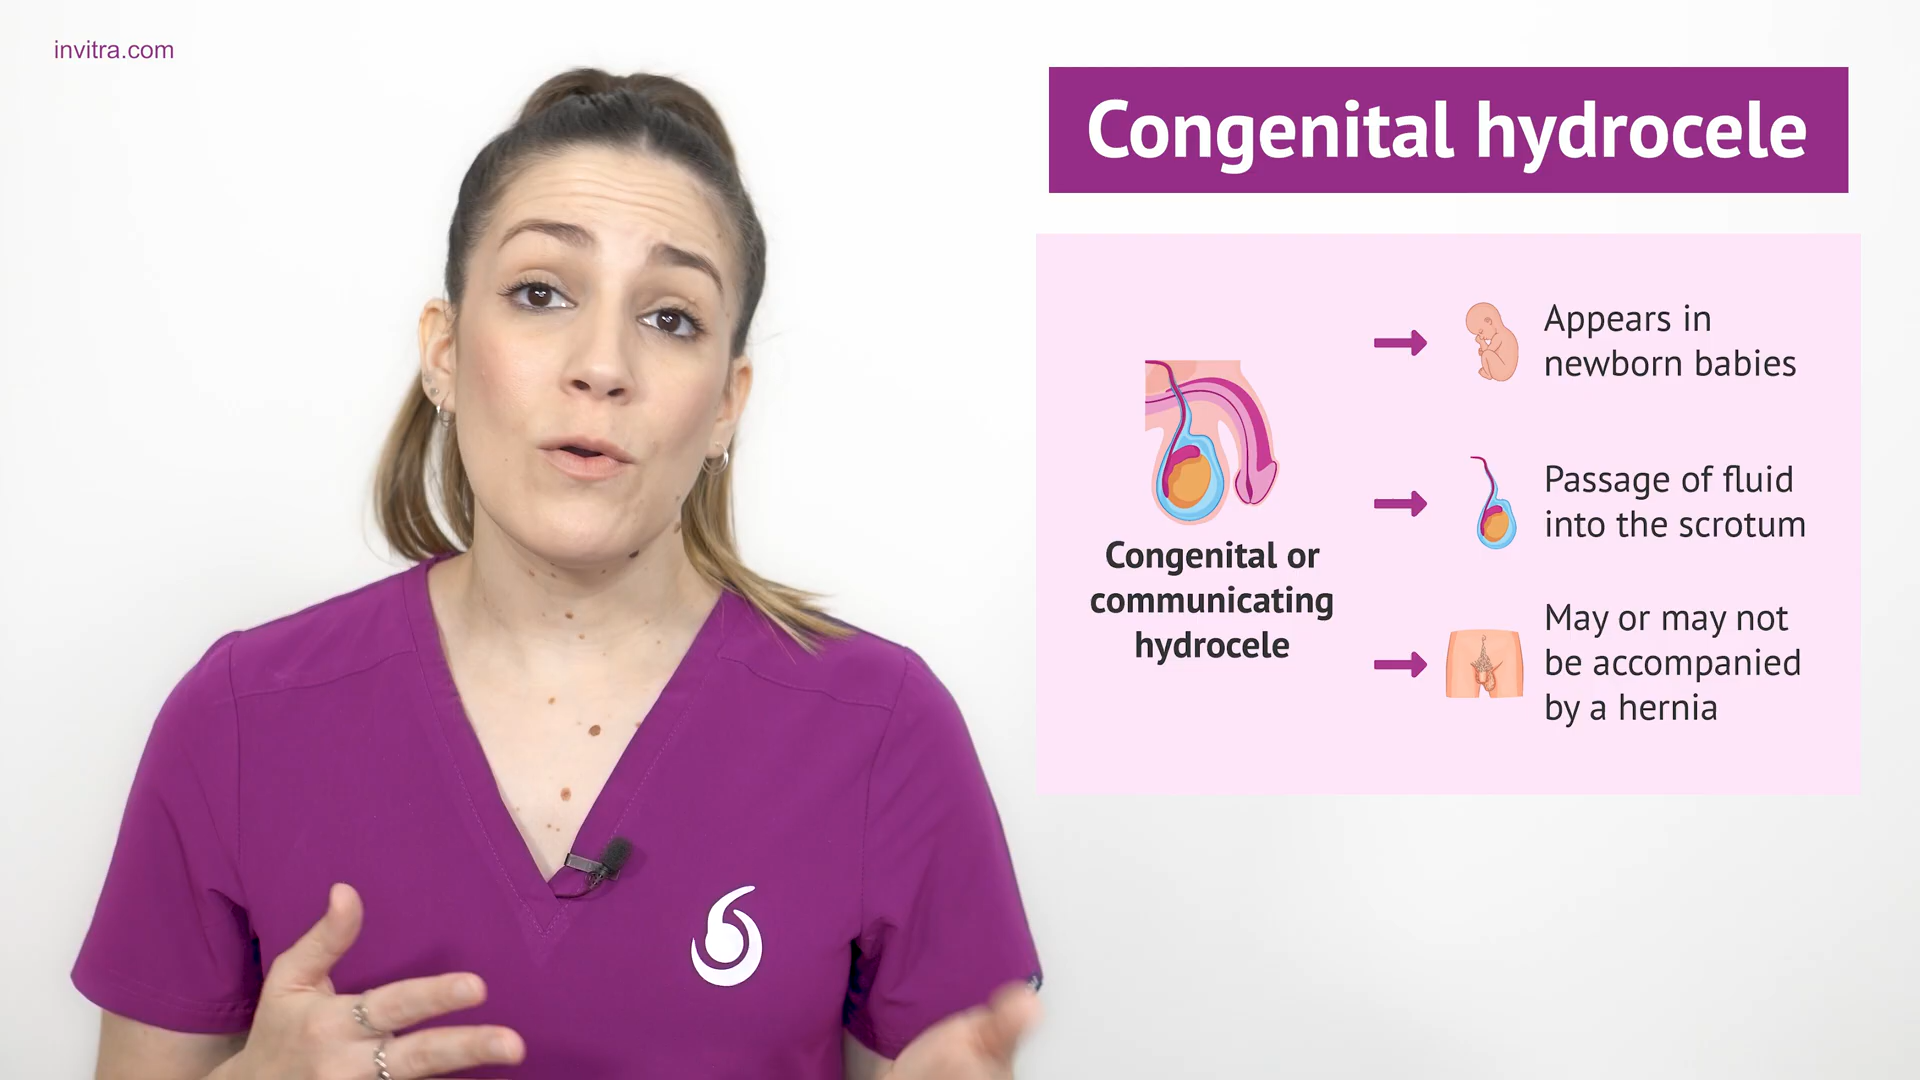 invitra.com
Congenital hydrocele
Congenital or
communicating
hydrocele
Appears in
newborn babies
Passage of fluid
into the scrotum
May or may not
be accompanied
by a hernia